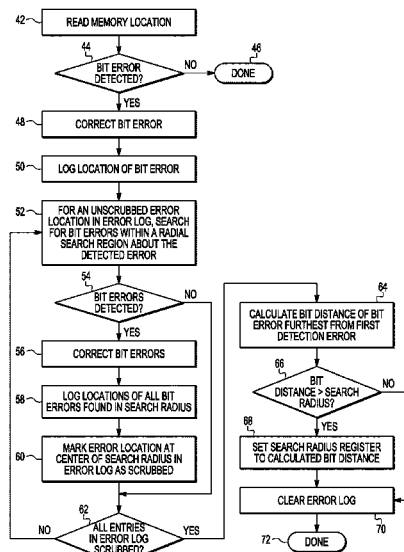 42
READ MEMORY LOCATION
44
BIT ERROR
DETECTED?
NO
46
DONE
YES
48
CORRECT BIT ERROR
50
LOG LOCATION OF BIT ERROR
52
FOR AN UNSCRUBBED ERROR
LOCATION IN ERROR LOG, SEARCH
FOR BIT ERRORS WITHIN A RADIAL
SEARCH REGION ABOUT THE
DETECTED ERROR
54
BIT ERRORS
DETECTED?
NO
YES
56
CORRECT BIT ERRORS
58
LOG LOCATIONS OF ALL BIT
ERRORS FOUND IN SEARCH RADIUS
60
MARK ERROR LOCATION AT
CENTER OF SEARCH RADIUS IN
ERROR LOG AS SCRUBBED
62
ALL ENTRIES
IN ERROR LOG
SCRUBBED?
NO
YES
64
CALCULATE BIT DISTANCE OF BIT
ERROR FURTHEST FROM FIRST
DETECTION ERROR
66
BIT
DISTANCE > SEARCH
RADIUS?
NO
YES
68
SET SEARCH RADIUS REGISTER
TO CALCULATED BIT DISTANCE
CLEAR ERROR LOG
70
72
DONE